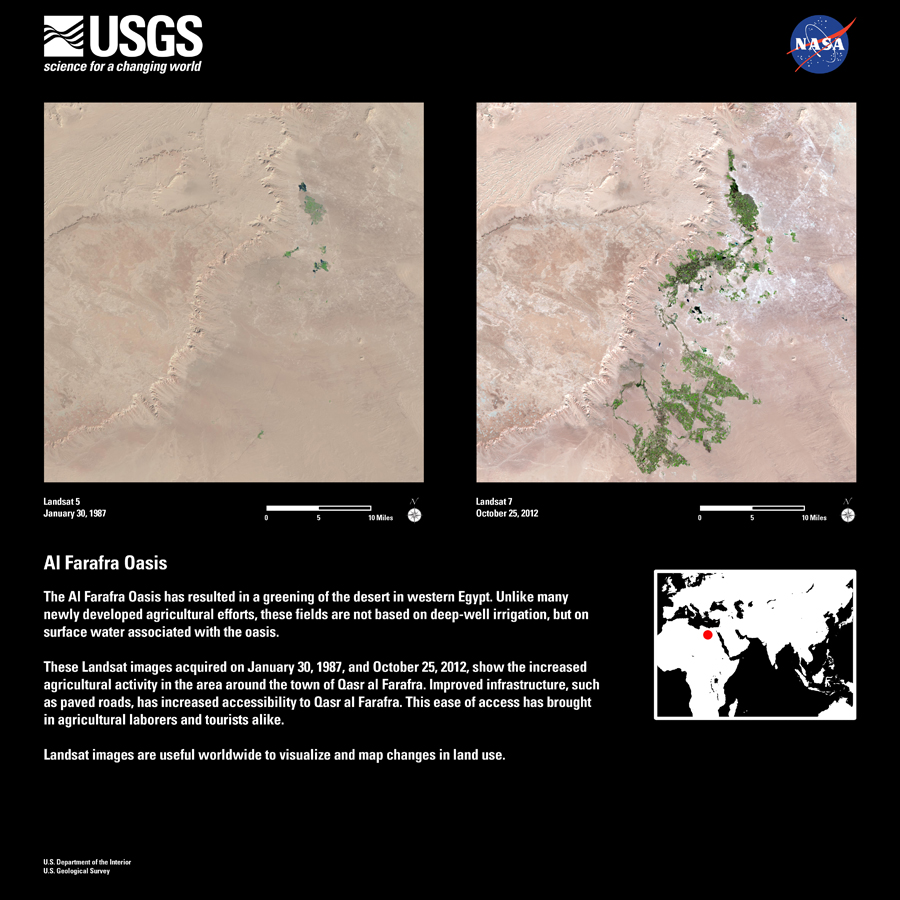 USGS
science for a changing world
NASA
Landsat 5
January 30, 1987
0 5 10 Miles
N
Landsat 7
October 25, 2012
0 5 10 Miles
N
Al Farafra Oasis
The Al Farafra Oasis has resulted in a greening of the desert in western Egypt. Unlike many
newly developed agricultural efforts, these fields are not based on deep-well irrigation, but on
surface water associated with the oasis.
These Landsat images acquired on January 30, 1987, and October 25, 2012, show the increased
agricultural activity in the area around the town of Qasr al Farafra. Improved infrastructure, such
as paved roads, has increased accessibility to Qasr al Farafra. This ease of access has brought
in agricultural laborers and tourists alike.
Landsat images are useful worldwide to visualize and map changes in land use.
U.S. Department of the Interior
U.S. Geological Survey